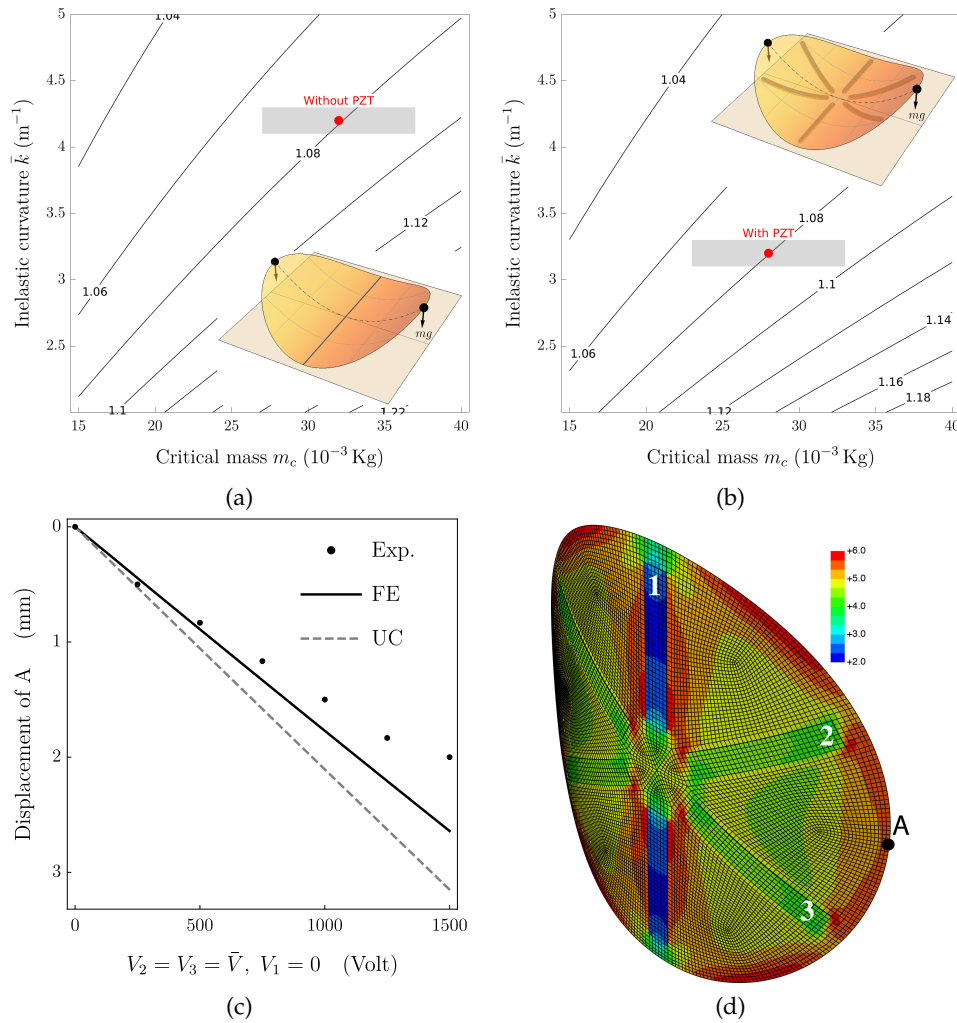 5
4.5
4
3.5
3
2.5
Inelastic curvature k̄ (m⁻¹)
1.04
Without PZT
1.08
1.12
1.06
1.1
1.22
mg
15 20 25 30 35 40
Critical mass m_c (10⁻³ Kg)
(a)
5
4.5
4
3.5
3
2.5
Inelastic curvature k̄ (m⁻¹)
1.04
mg
1.08
With PZT
1.1
1.14
1.06
1.16
1.18
1.12
15 20 25 30 35 40
Critical mass m_c (10⁻³ Kg)
(b)
0
1
2
3
Displacement of A (mm)
Exp.
FE
UC
0 500 1000 1500
V₂ = V₃ = V̄, V₁ = 0 (Volt)
(c)
+6.0
+5.0
+4.0
+3.0
+2.0
1
2
3
A
(d)